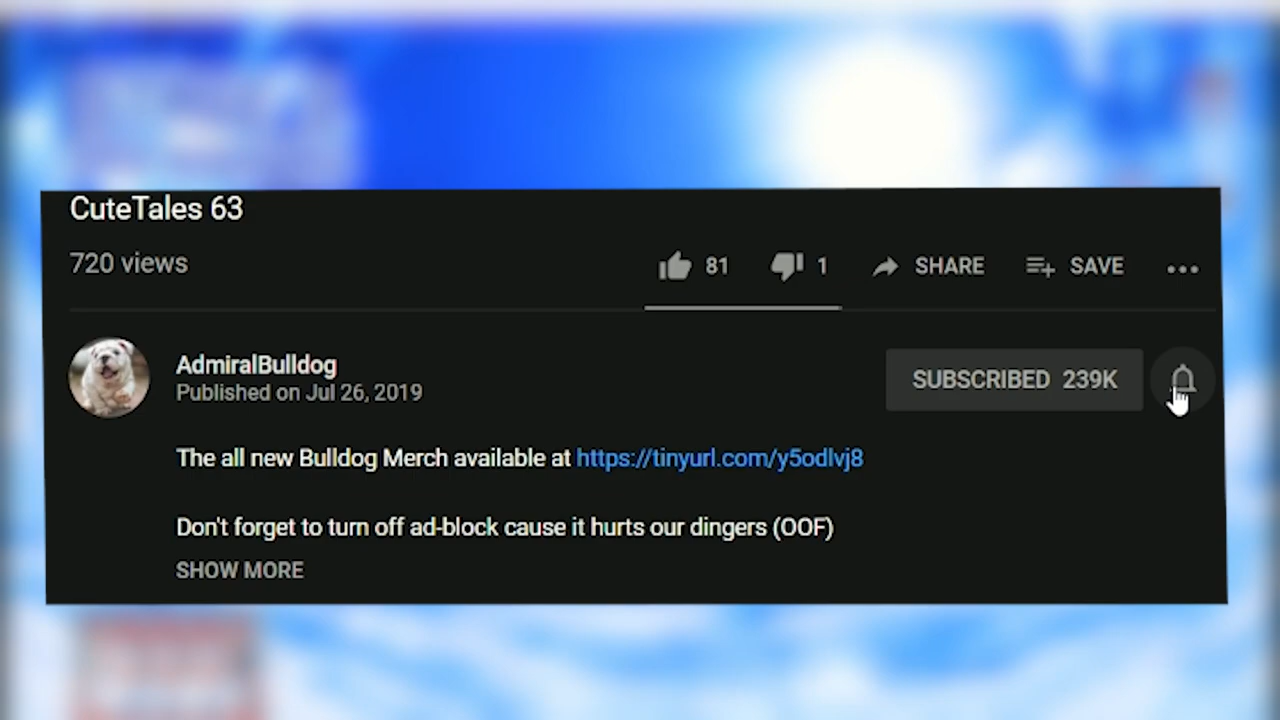 CuteTales 63
720 views
81
1
SHARE
SAVE
AdmiralBulldog
Published on Jul 26, 2019
SUBSCRIBED 239K
The all new Bulldog Merch available at https://tinyurl.com/y5odlvj8
Don't forget to turn off ad-block cause it hurts our dingers (OOF)
SHOW MORE